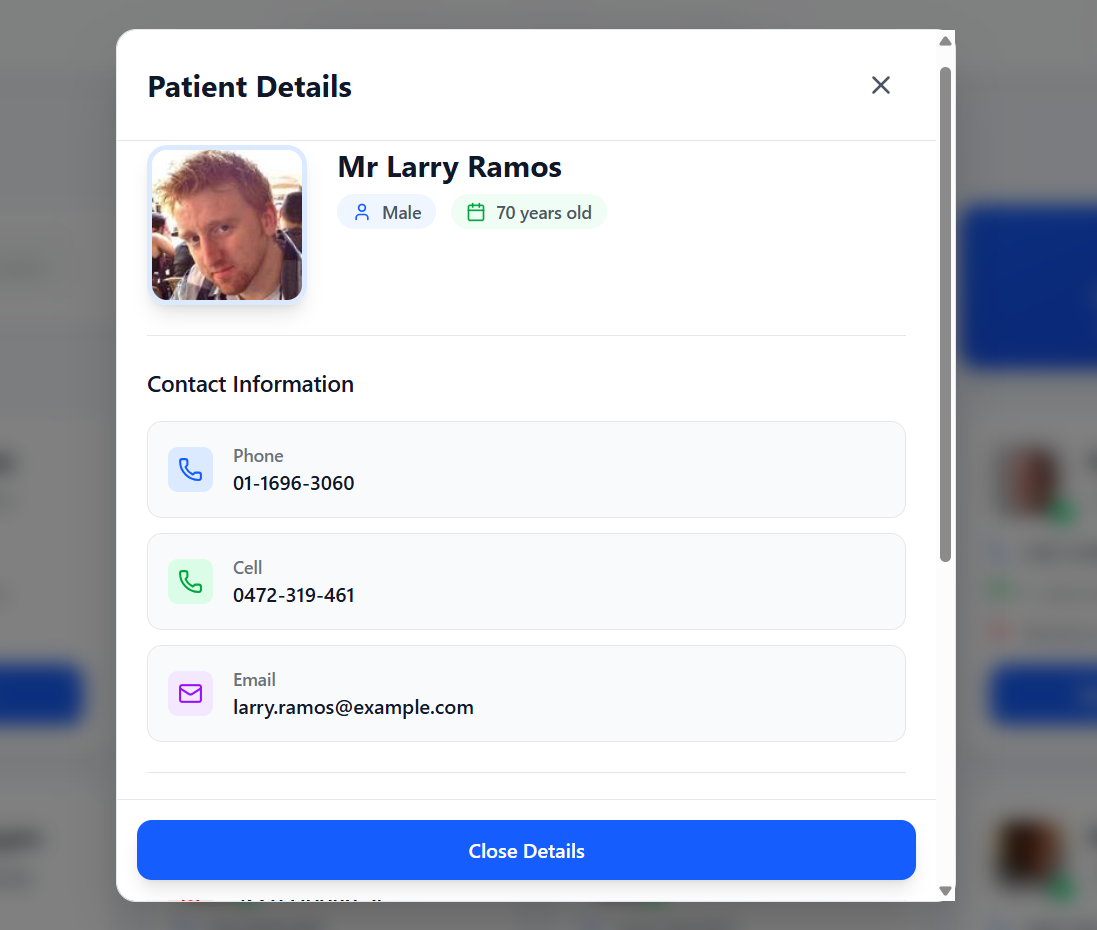 Patient Details
Mr Larry Ramos
Male
70 years old
Contact Information
Phone
01-1696-3060
Cell
0472-319-461
Email
larry.ramos@example.com
Close Details